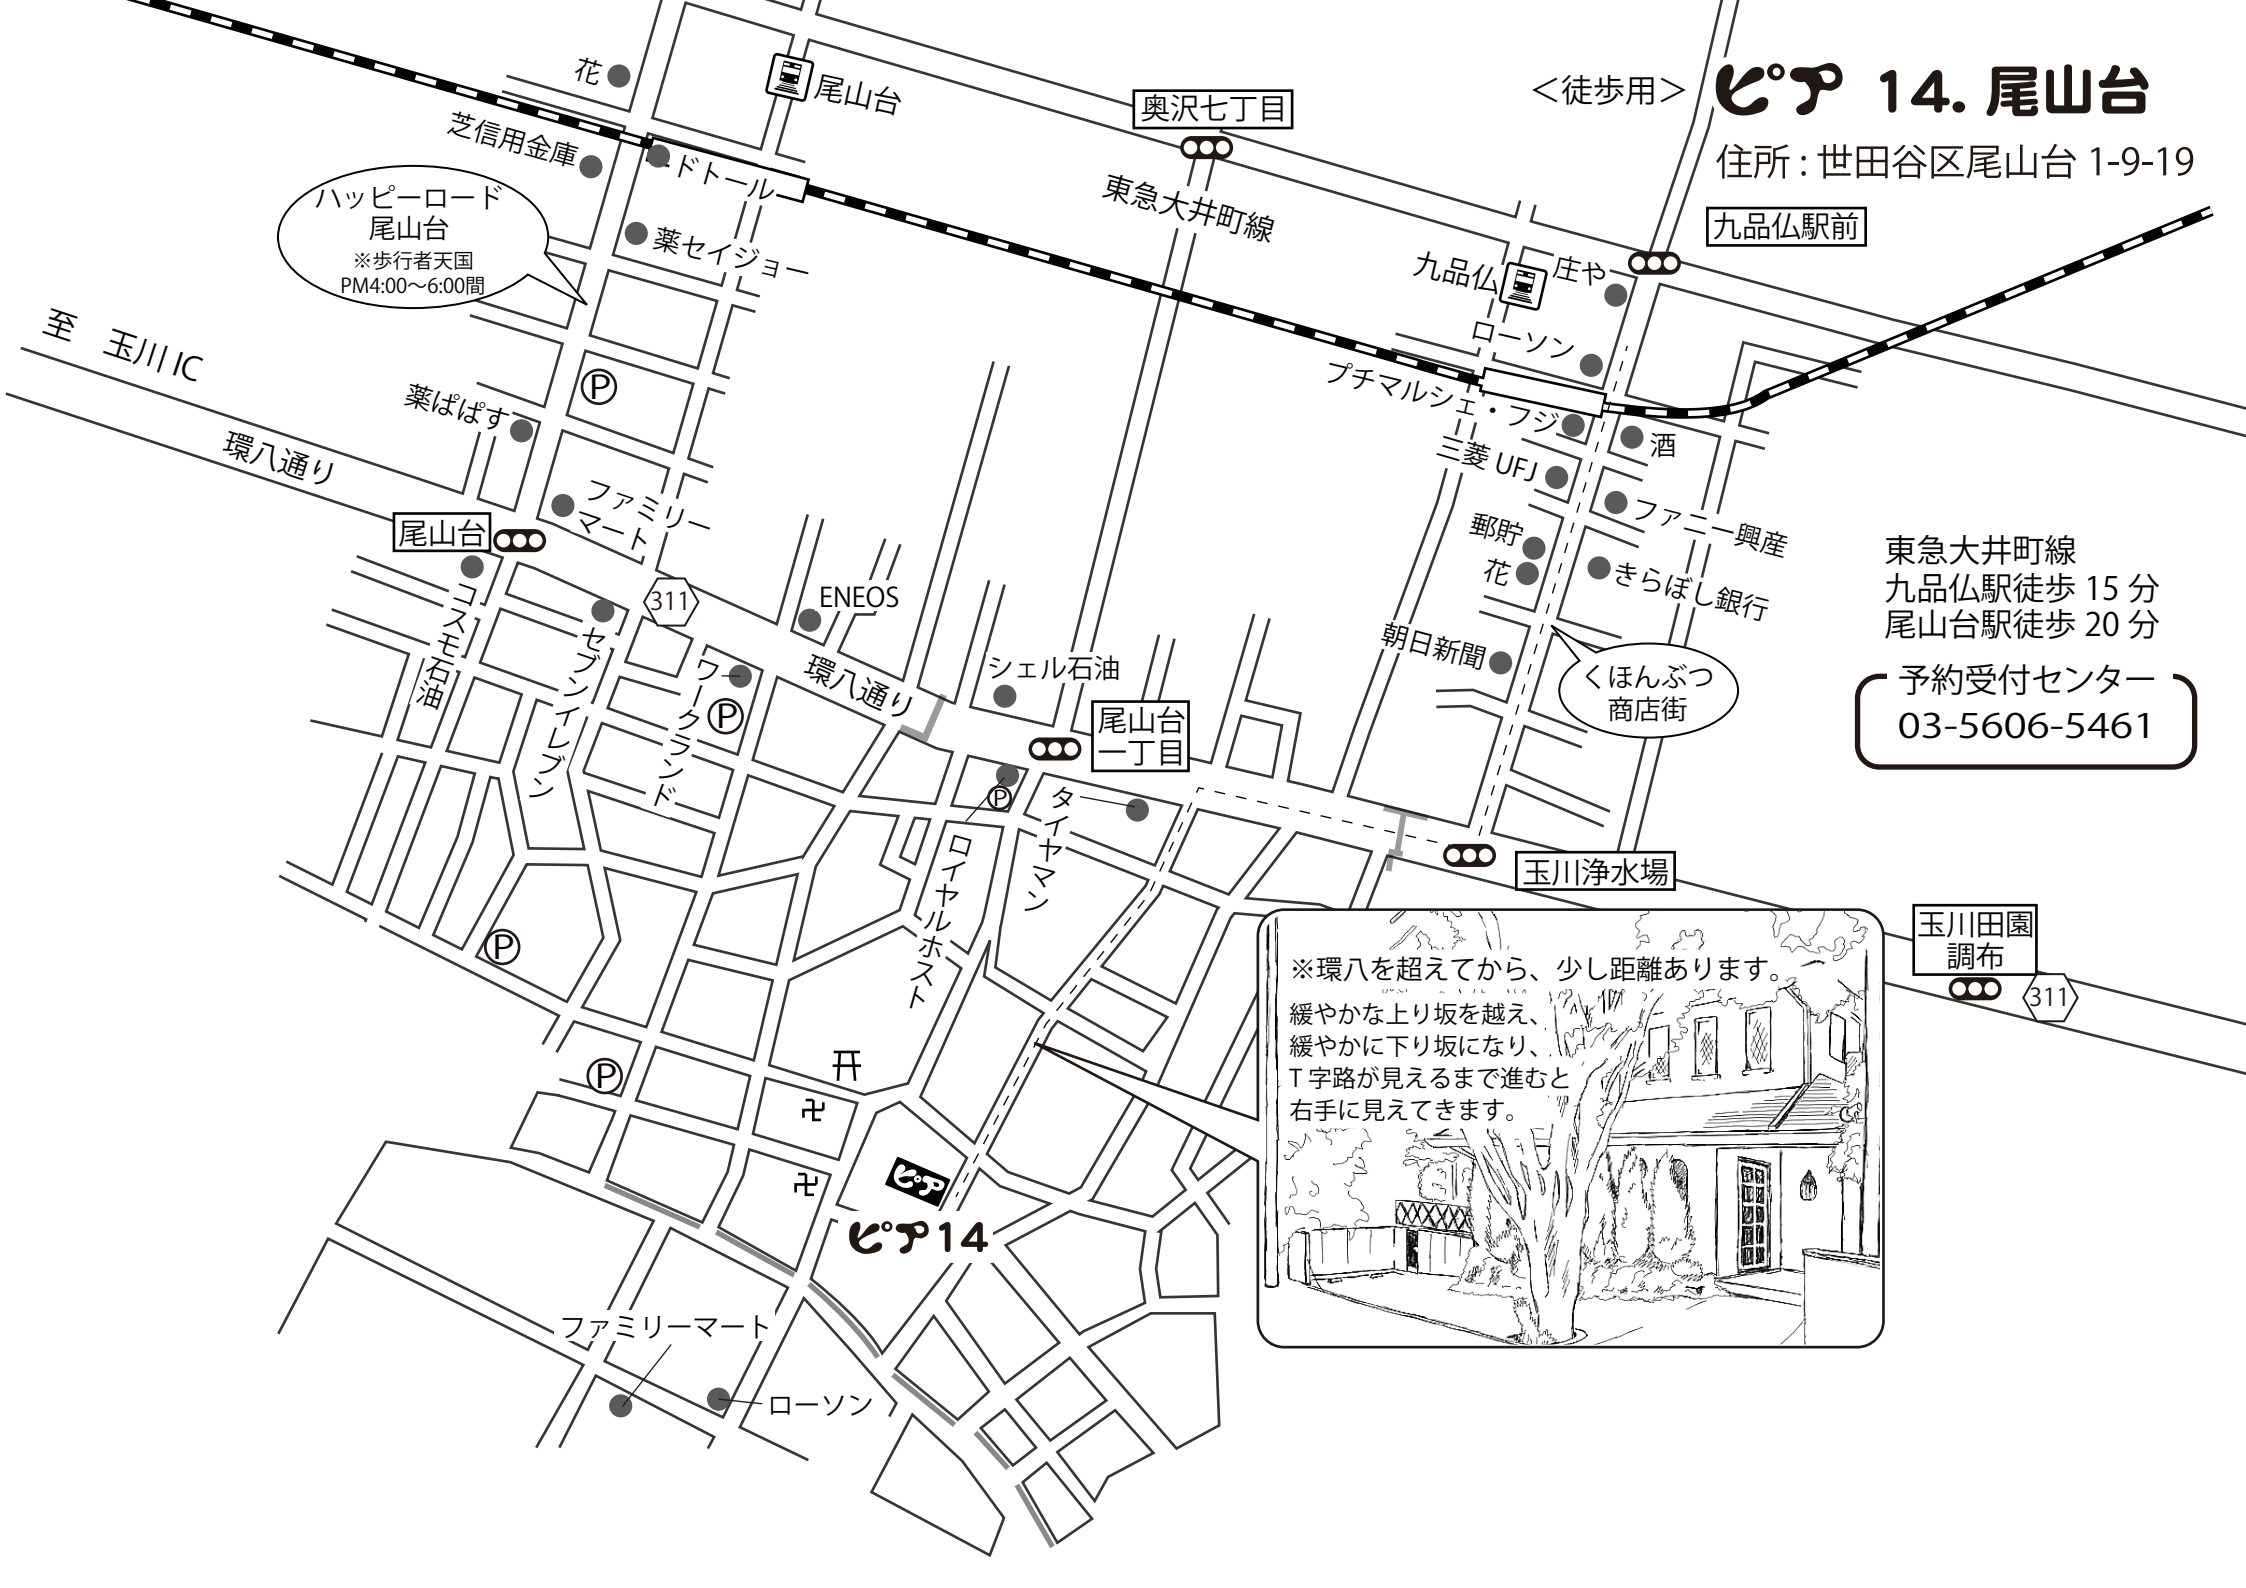 ＜徒歩用＞
ピア 14. 尾山台
住所 : 世田谷区尾山台 1-9-19
花
尾山台
奥沢七丁目
芝信用金庫
ドトール
東急大井町線
九品仏駅前
ハッピーロード
尾山台
※歩行者天国
PM4:00～6:00間
薬セイジョー
九品仏
庄や
ローソン
至　玉川 IC
プチマルシェ・フジ
P
薬ぱぱす
酒
環八通り
三菱 UFJ
ファミリー
マート
ファニー興産
尾山台
郵貯
花
きらぼし銀行
東急大井町線
九品仏駅徒歩 15 分
尾山台駅徒歩 20 分
予約受付センター
03-5606-5461
コスモ石油
311
ENEOS
セブンイレブン
朝日新聞
くほんぶつ
商店街
ワークランド
P
環八通り
シェル石油
尾山台
一丁目
P
タイヤマン
ロイヤルホスト
玉川浄水場
玉川田園
調布
311
P
※環八を超えてから、少し距離あります。
緩やかな上り坂を越え、
緩やかに下り坂になり、
T 字路が見えるまで進むと
右手に見えてきます。
P
卍
卍
ピア
ピア 14
ファミリーマート
ローソン